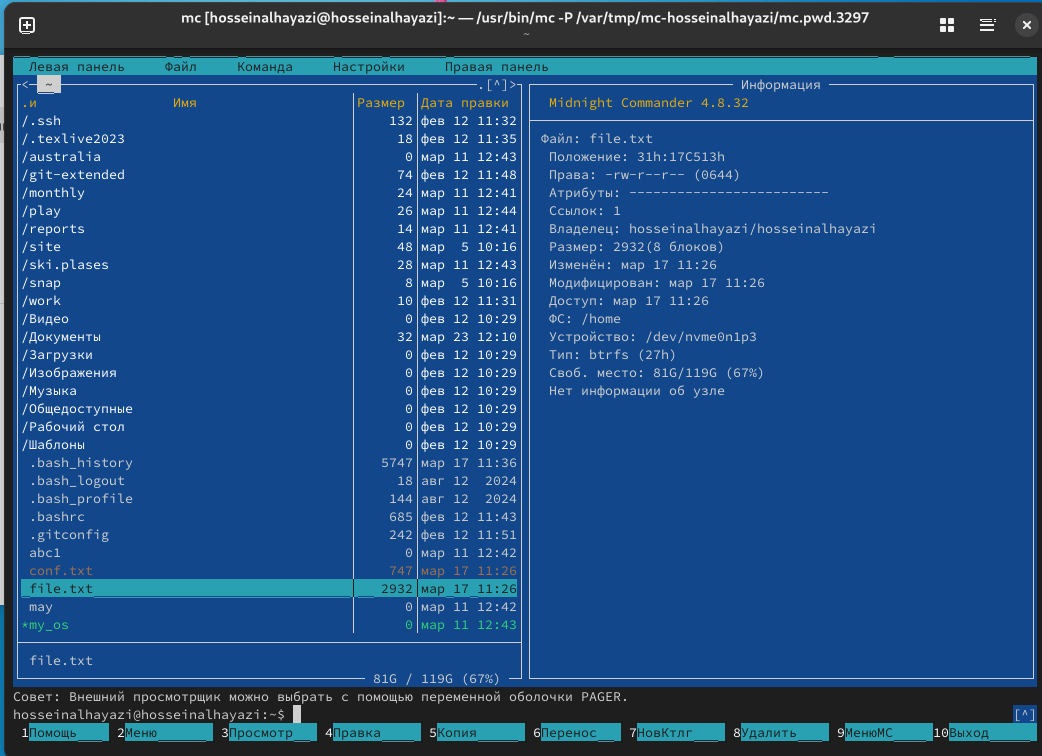 mc [hosseinalhayazi@hosseinalhayazi]:~ — /usr/bin/mc -P /var/tmp/mc-hosseinalhayazi/mc.pwd.3297
~
Левая панель Файл Команда Настройки Правая панель
<─ ~ .[^]>
.и Имя Размер Дата правки
/.ssh 132 фев 12 11:32
/.texlive2023 18 фев 12 11:35
/australia 0 мар 11 12:43
/git-extended 74 фев 12 11:48
/monthly 24 мар 11 12:41
/play 26 мар 11 12:44
/reports 14 мар 11 12:41
/site 48 мар 5 10:16
/ski.plases 28 мар 11 12:43
/snap 8 мар 5 10:16
/work 10 фев 12 11:31
/Видео 0 фев 12 10:29
/Документы 32 мар 23 12:10
/Загрузки 0 фев 12 10:29
/Изображения 0 фев 12 10:29
/Музыка 0 фев 12 10:29
/Общедоступные 0 фев 12 10:29
/Рабочий стол 0 фев 12 10:29
/Шаблоны 0 фев 12 10:29
.bash_history 5747 мар 17 11:36
.bash_logout 18 авг 12 2024
.bash_profile 144 авг 12 2024
.bashrc 685 фев 12 11:43
.gitconfig 242 фев 12 11:51
abc1 0 мар 11 12:42
conf.txt 747 мар 17 11:26
file.txt 2932 мар 17 11:26
may 0 мар 11 12:42
*my_os 0 мар 11 12:43
file.txt
81G / 119G (67%)
Информация
Midnight Commander 4.8.32
Файл: file.txt
Положение: 31h:17C513h
Права: -rw-r--r-- (0644)
Атрибуты: -------------------------
Ссылок: 1
Владелец: hosseinalhayazi/hosseinalhayazi
Размер: 2932(8 блоков)
Изменён: мар 17 11:26
Модифицирован: мар 17 11:26
Доступ: мар 17 11:26
ФС: /home
Устройство: /dev/nvme0n1p3
Тип: btrfs (27h)
Своб. место: 81G/119G (67%)
Нет информации об узле
Совет: Внешний просмотрщик можно выбрать с помощью переменной оболочки PAGER.
hosseinalhayazi@hosseinalhayazi:~$ [^]
1Помощь 2Меню 3Просмотр 4Правка 5Копия 6Перенос 7НовКтлг 8Удалить 9МенюMC 10Выход